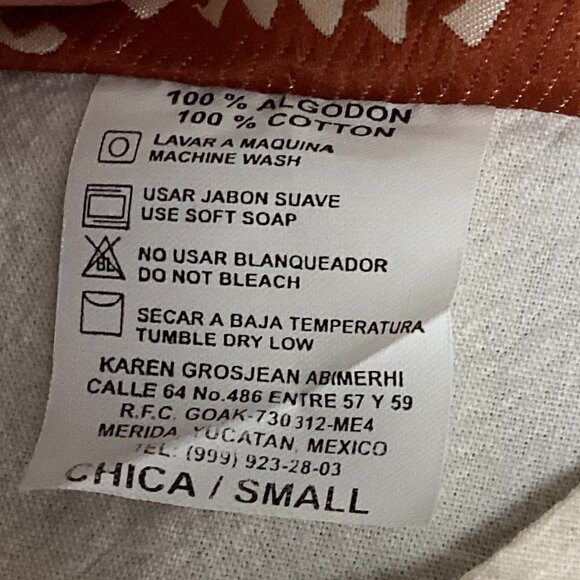 100 % ALGODON
100 % COTTON
LAVAR A MAQUINA
MACHINE WASH
USAR JABON SUAVE
USE SOFT SOAP
BL
NO USAR BLANQUEADOR
DO NOT BLEACH
SECAR A BAJA TEMPERATURA
TUMBLE DRY LOW
KAREN GROSJEAN ABIMERHI
CALLE 64 No.486 ENTRE 57 Y 59
R.F.C. GOAK-730312-ME4
MERIDA, YUCATAN, MEXICO
TEL: (999) 923-28-03
CHICA / SMALL